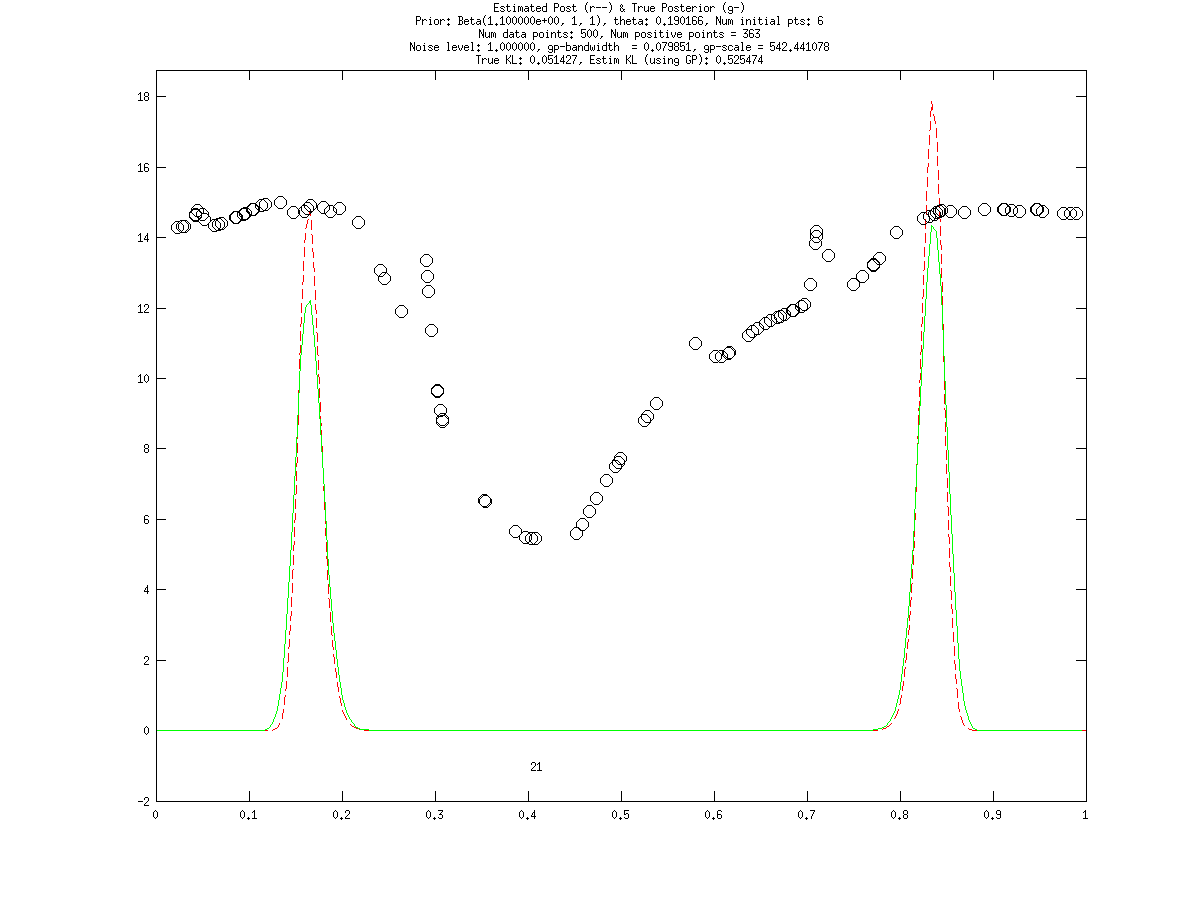 Estimated Post (r--) & True Posterior (g-)
Prior: Beta(1.100000e+00, 1, 1), theta: 0.190166, Num initial pts: 6
Num data points: 500, Num positive points = 363
Noise level: 1.000000, gp-bandwidth  = 0.079851, gp-scale = 542.441078
True KL: 0.051427, Estim KL (using GP): 0.525474
18
16
14
12
10
8
6
4
2
0
21
-2
0 0.1 0.2 0.3 0.4 0.5 0.6 0.7 0.8 0.9 1